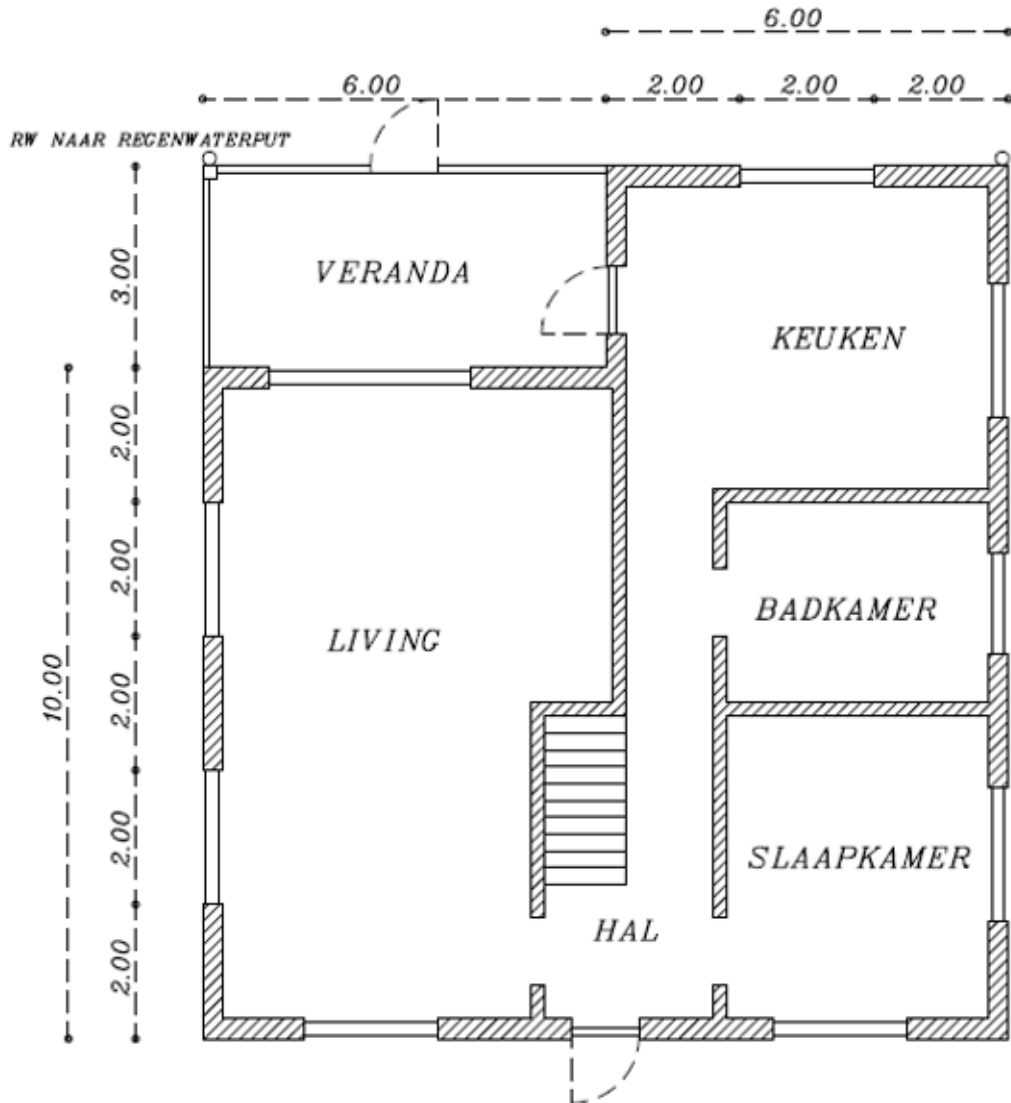 6.00
6.00
2.00
2.00
2.00
RW NAAR REGENWATERPUT
3.00
VERANDA
KEUKEN
2.00
2.00
BADKAMER
LIVING
10.00
2.00
2.00
SLAAPKAMER
HAL
2.00